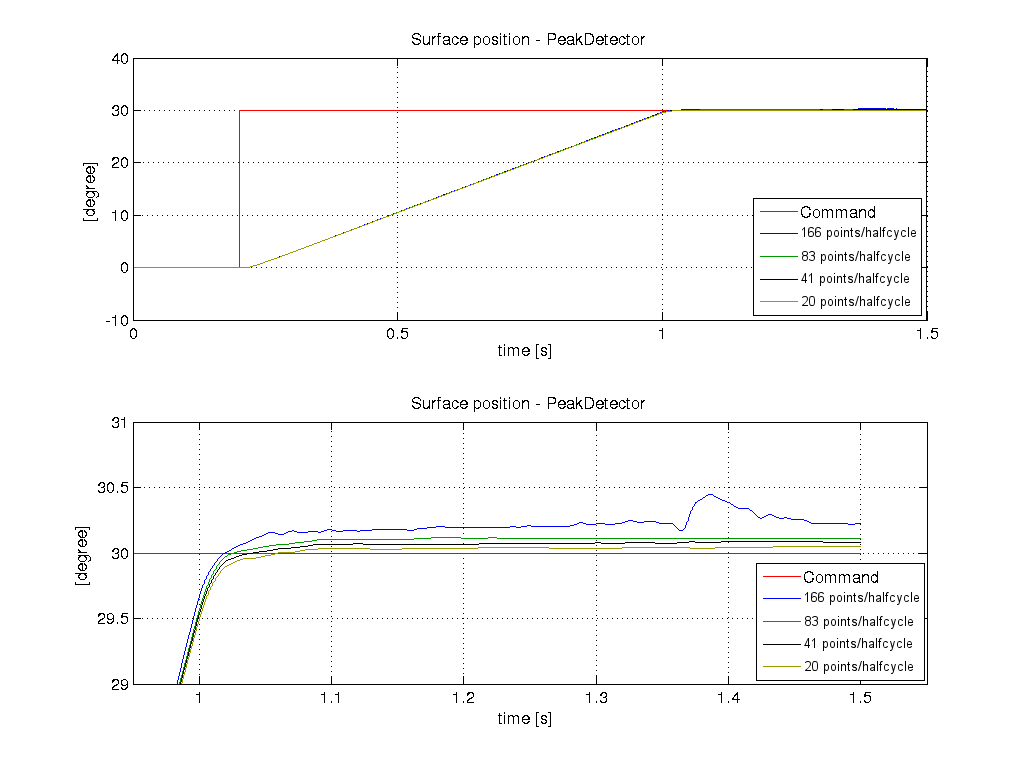 Surface position - PeakDetector
40
30
20
10
0
-10
[degree]
0
0.5
1
1.5
time [s]
Command
166 points/halfcycle
83 points/halfcycle
41 points/halfcycle
20 points/halfcycle
Surface position - PeakDetector
31
30.5
30
29.5
29
[degree]
1
1.1
1.2
1.3
1.4
1.5
time [s]
Command
166 points/halfcycle
83 points/halfcycle
41 points/halfcycle
20 points/halfcycle